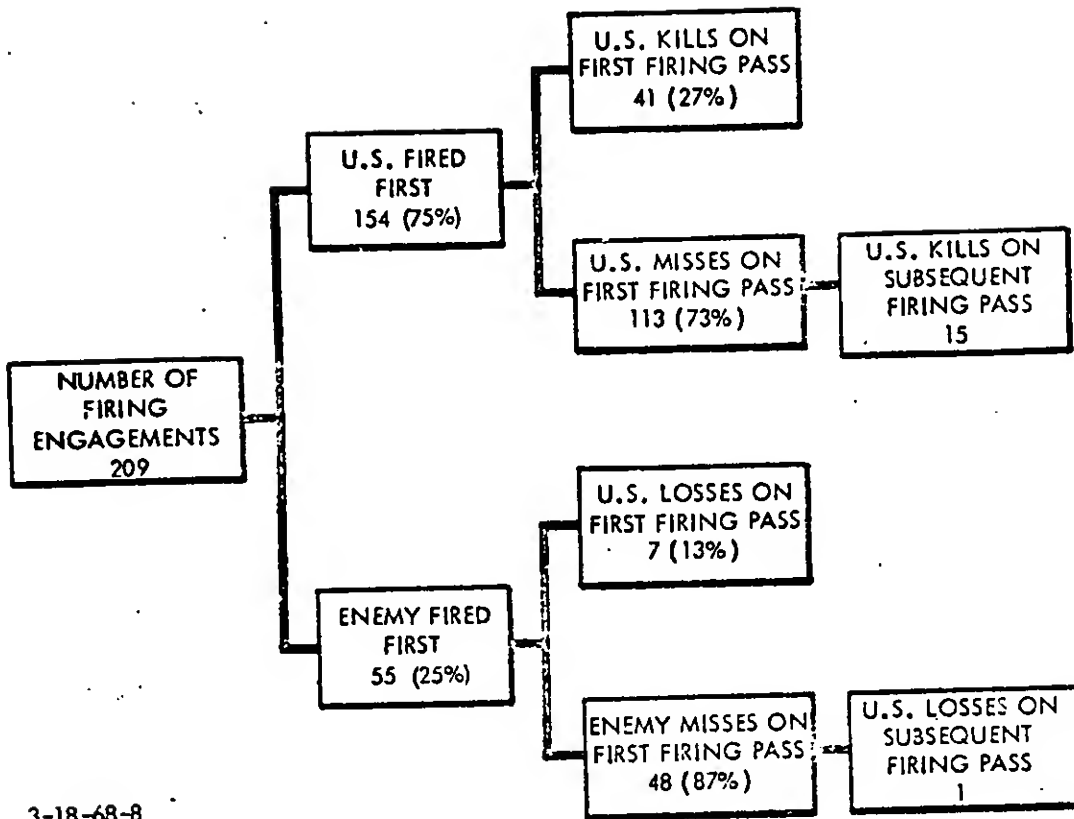 U.S. KILLS ON
FIRST FIRING PASS
41 (27%)
U.S. FIRED
FIRST
154 (75%)
U.S. MISSES ON
FIRST FIRING PASS
113 (73%)
U.S. KILLS ON
SUBSEQUENT
FIRING PASS
15
NUMBER OF
FIRING
ENGAGEMENTS
209
U.S. LOSSES ON
FIRST FIRING PASS
7 (13%)
ENEMY FIRED
FIRST
55 (25%)
ENEMY MISSES ON
FIRST FIRING PASS
48 (87%)
U.S. LOSSES ON
SUBSEQUENT
FIRING PASS
1
3-18-68-8